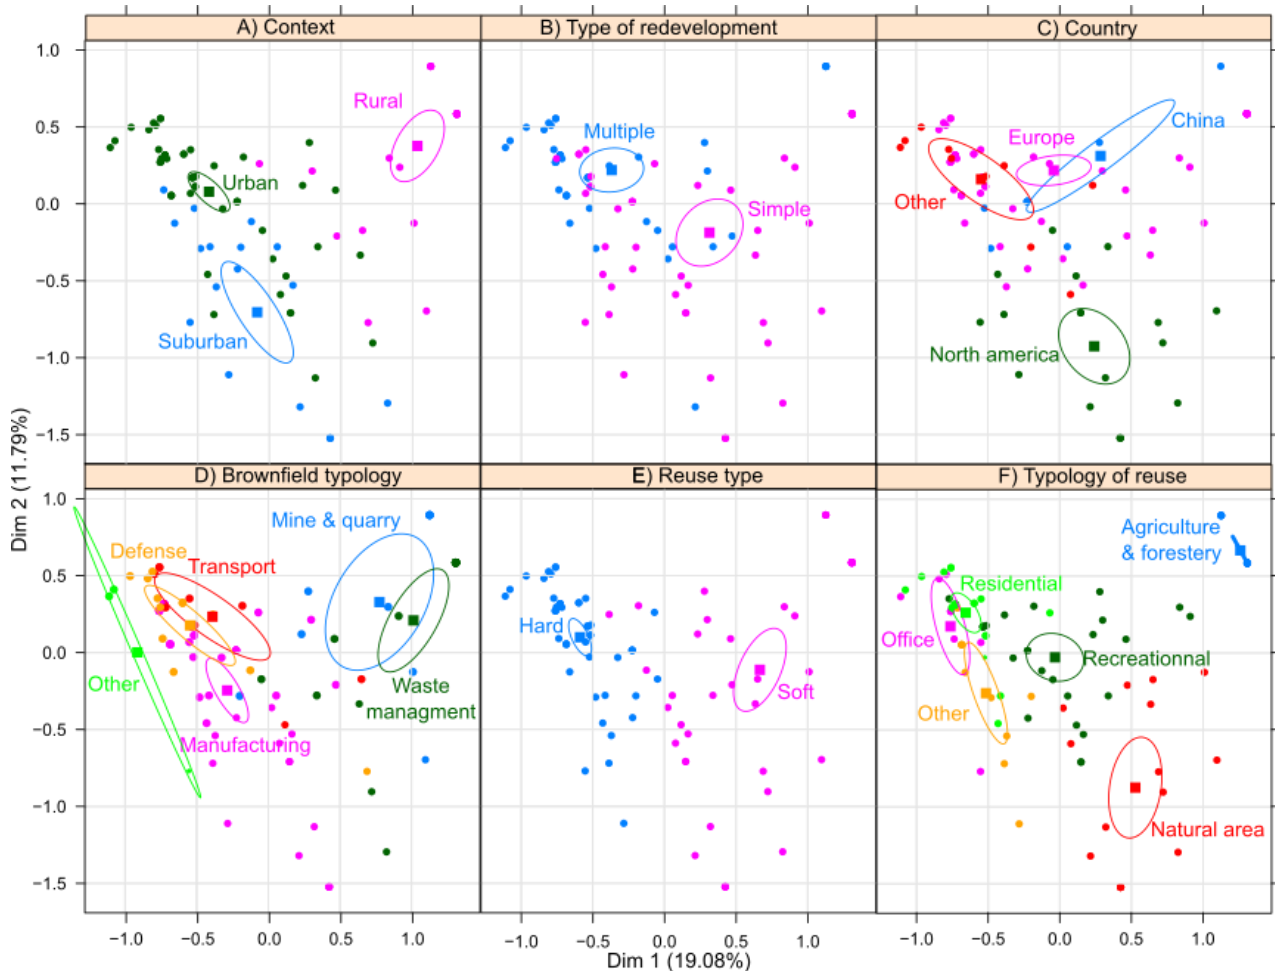 A) Context
B) Type of redevelopment
C) Country
1.0
0.5
0.0
−0.5
−1.0
−1.5
Rural
Urban
Suburban
Multiple
Simple
Europe
China
Other
North america
Dim 2 (11.79%)
D) Brownfield typology
E) Reuse type
F) Typology of reuse
1.0
0.5
0.0
−0.5
−1.0
−1.5
Mine & quarry
Defense
Transport
Other
Waste
managment
Manufacturing
Hard
Soft
Agriculture
& forestery
Residential
Office
Recreationnal
Other
Natural area
−1.0 −0.5 0.0 0.5 1.0
−1.0 −0.5 0.0 0.5 1.0
−1.0 −0.5 0.0 0.5 1.0
Dim 1 (19.08%)